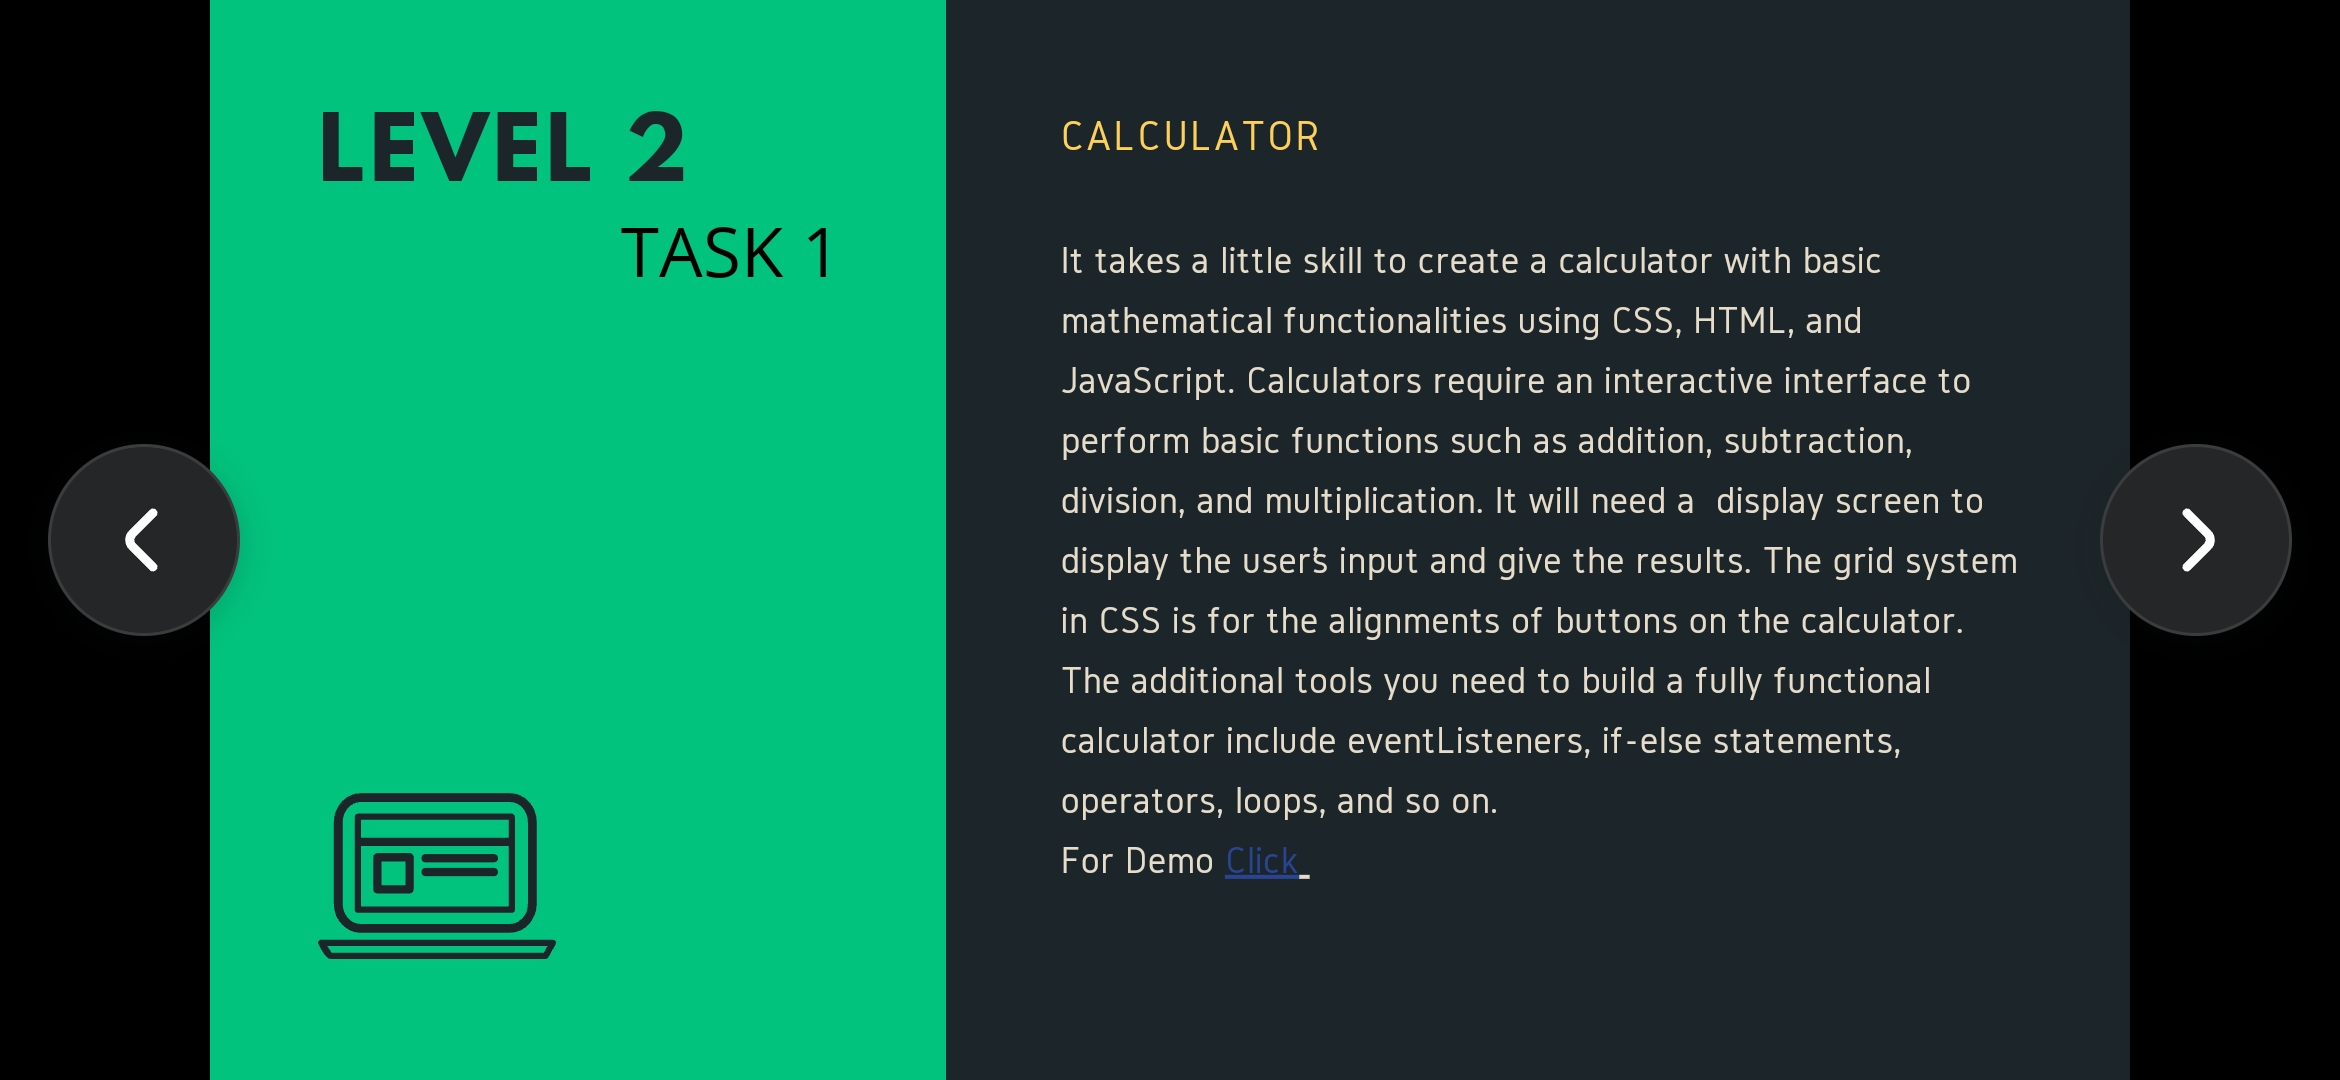 LEVEL 2
TASK 1
CALCULATOR
It takes a little skill to create a calculator with basic
mathematical functionalities using CSS, HTML, and
JavaScript. Calculators require an interactive interface to
perform basic functions such as addition, subtraction,
division, and multiplication. It will need a  display screen to
display the user's input and give the results. The grid system
in CSS is for the alignments of buttons on the calculator.
The additional tools you need to build a fully functional
calculator include eventListeners, if-else statements,
operators, loops, and so on.
For Demo Click